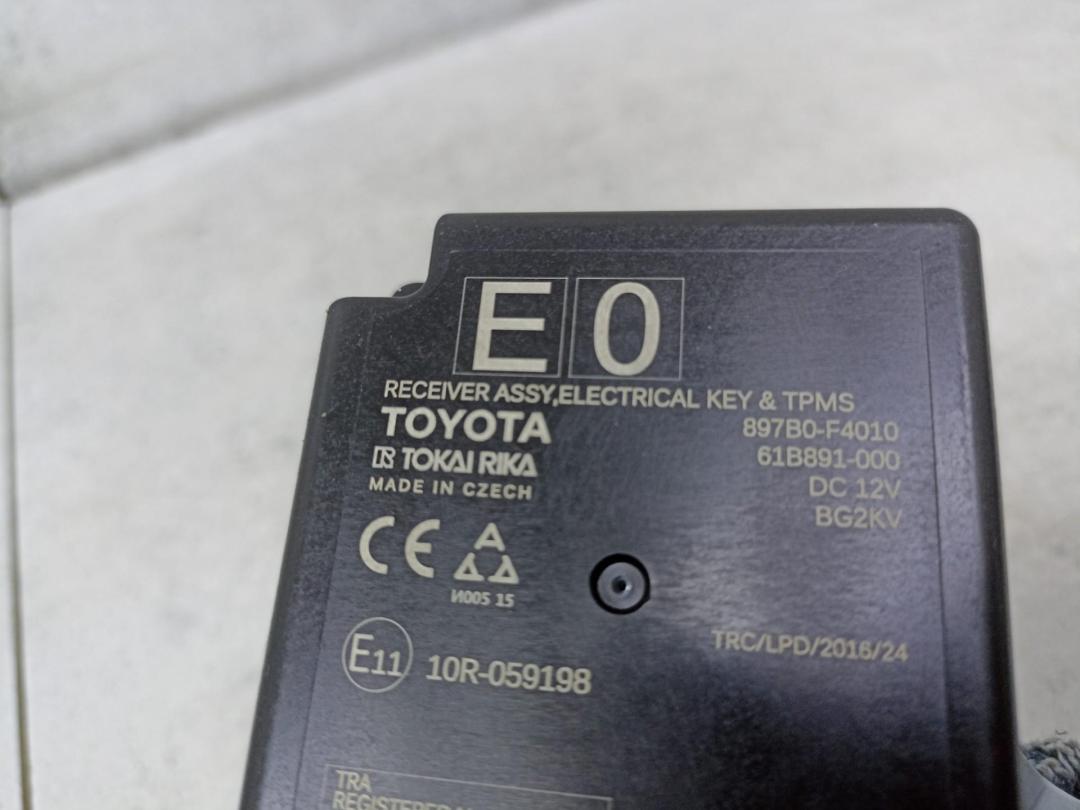 E0
RECEIVER ASSY,ELECTRICAL KEY & TPMS
TOYOTA
897B0-F4010
TOKAI RIKA
61B891-000
MADE IN CZECH
DC 12V
BG2KV
CE
И005 15
E11 10R-059198
TRC/LPD/2016/24
TRA
REGISTERED